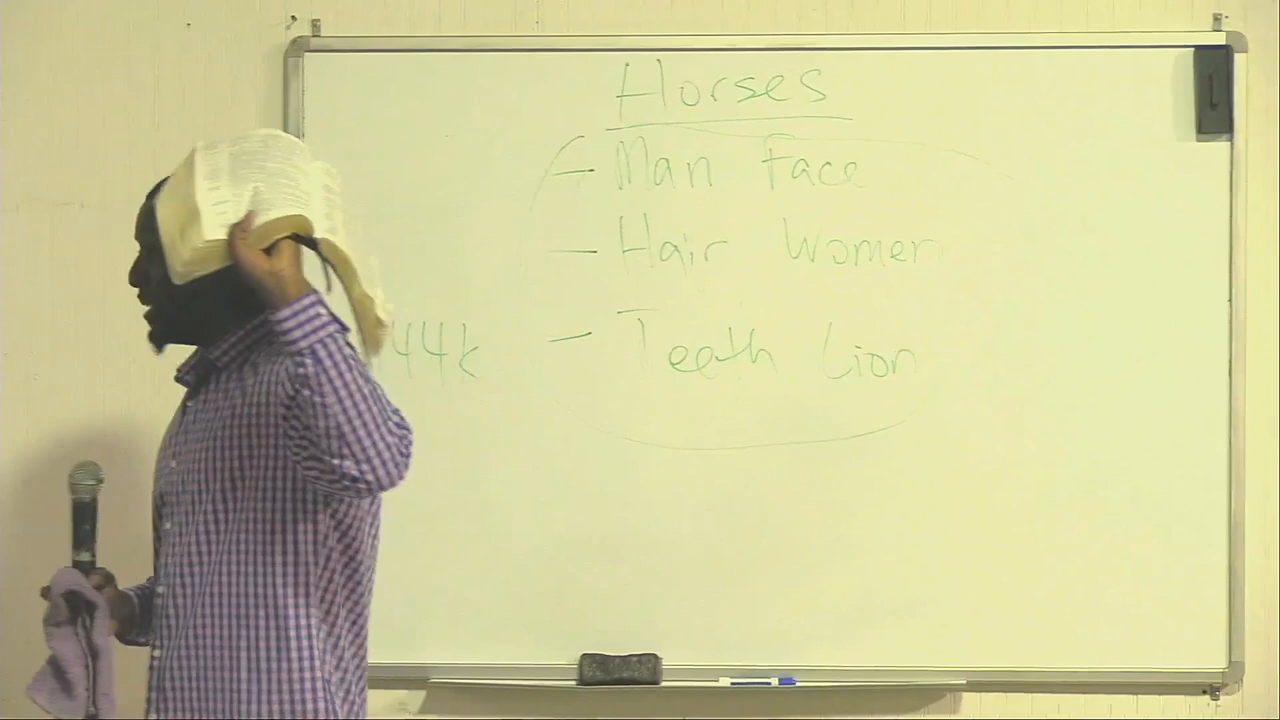 Horses
- Man Face
- Hair Women
44k
- Teeth Lion